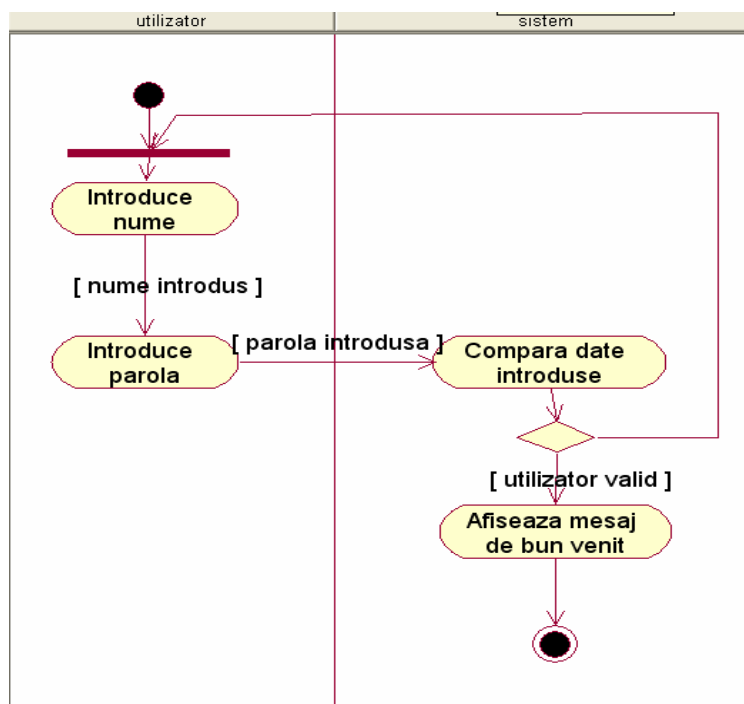 utilizator
sistem
Introduce
nume
[ nume introdus ]
Introduce
parola
[ parola introdusa ]
Compara date
introduse
[ utilizator valid ]
Afiseaza mesaj
de bun venit